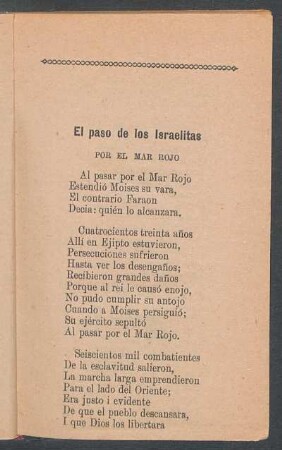 El paso de los Israelitas
POR EL MAR ROJO
Al pasar por el Mar Rojo
Estendió Moises su vara,
El contrario Faraon
Decia: quién lo alcanzara.
Cuatrocientos treinta años
Allí en Ejipto estuvieron,
Persecuciones sufrieron
Hasta ver los desengaños;
Recibieron grandes daños
Porque al rei le causó enojo,
No pudo cumplir su antojo
Cuando a Moises persiguió;
Su ejército sepultó
Al pasar por el Mar Rojo.
Seiscientos mil combatientes
De la esclavitud salieron,
La marcha larga emprendieron
Para el lado del Oriente;
Era justo i evidente
De que el pueblo descansara,
I que Dios los libertara